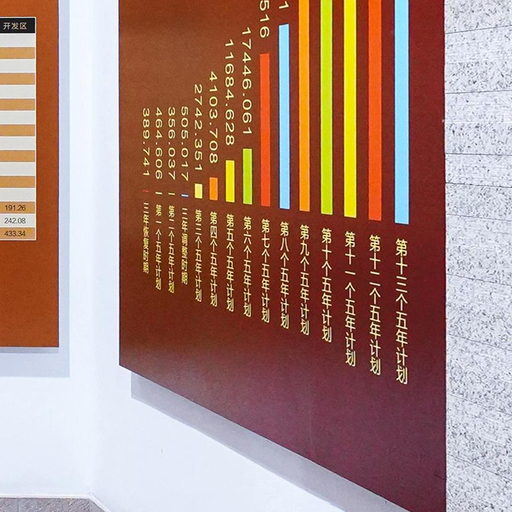 开发区
191.26
242.08
433.34
389.741
464.606
356.037
505.017
2742.351
4103.708
11684.628
17446.061
516
1
三年恢复时期
第一个五年计划
第二个五年计划
三年调整时期
第三个五年计划
第四个五年计划
第五个五年计划
第六个五年计划
第七个五年计划
第八个五年计划
第九个五年计划
第十个五年计划
第十一个五年计划
第十二个五年计划
第十三个五年计划